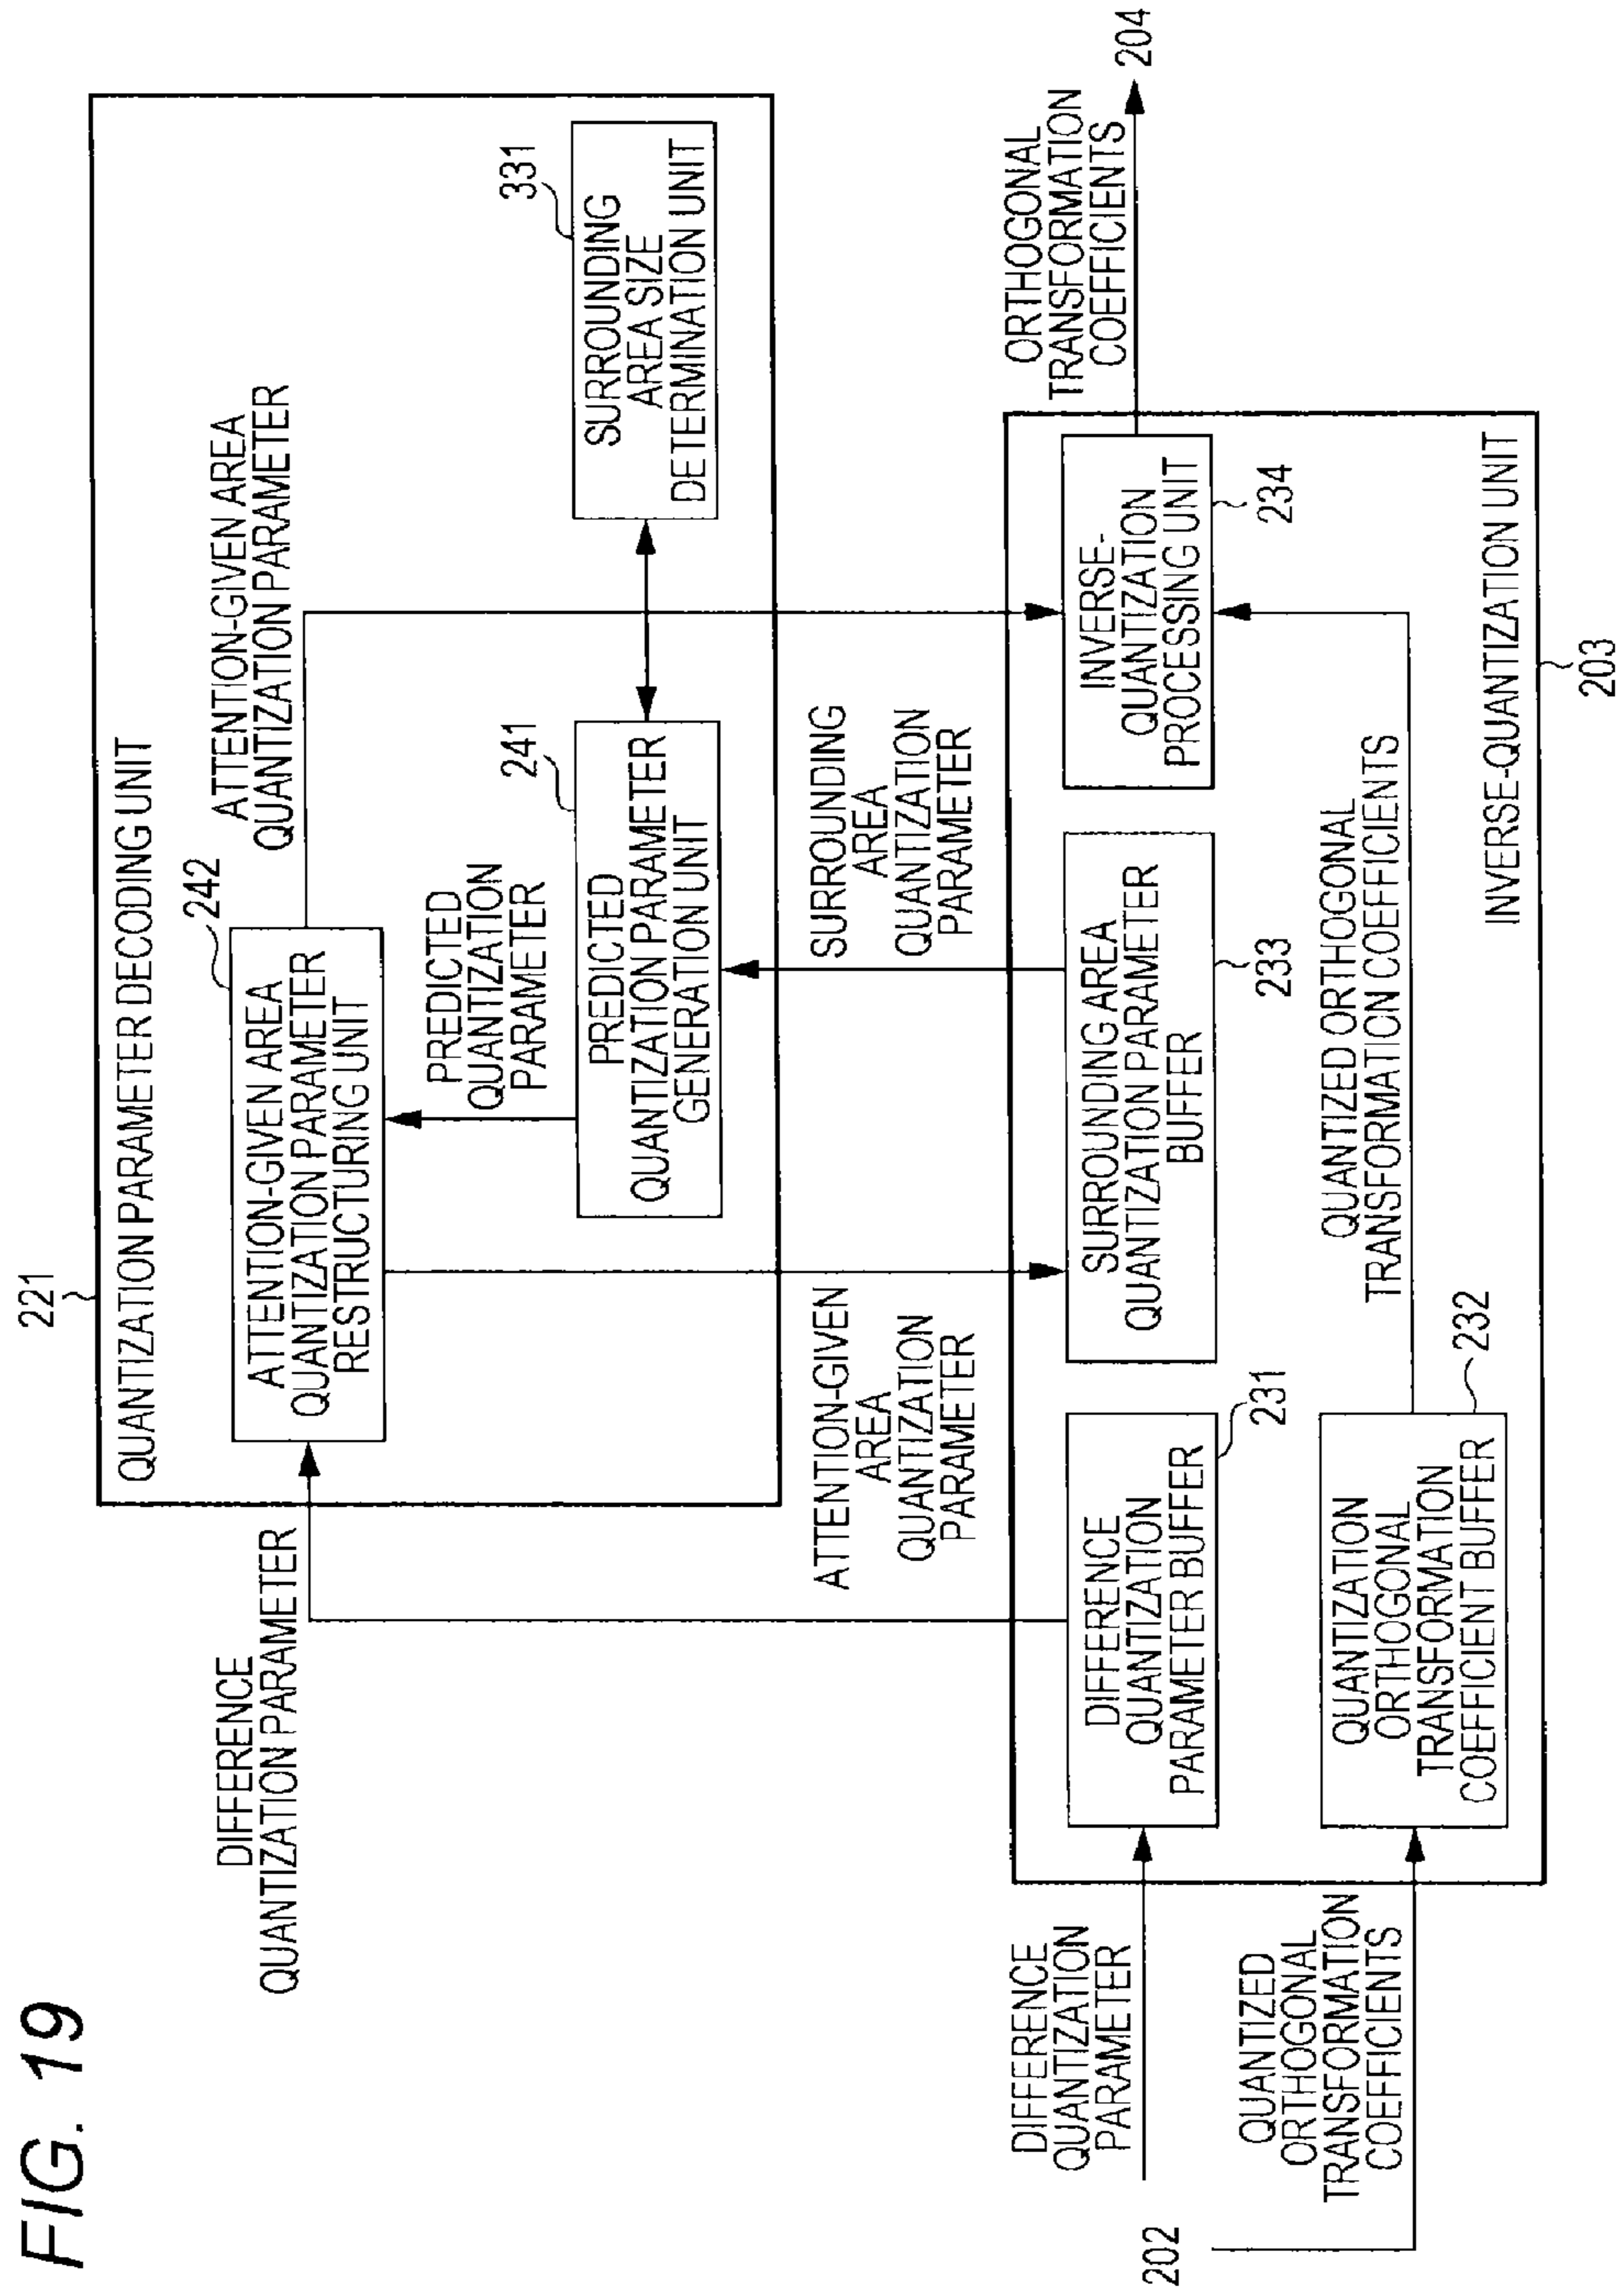 FIG. 19
221
QUANTIZATION PARAMETER DECODING UNIT
DIFFERENCE
QUANTIZATION PARAMETER
242
ATTENTION-GIVEN AREA
QUANTIZATION PARAMETER
RESTRUCTURING UNIT
ATTENTION-GIVEN AREA
QUANTIZATION PARAMETER
PREDICTED
QUANTIZATION
PARAMETER
241
PREDICTED
QUANTIZATION PARAMETER
GENERATION UNIT
331
SURROUNDING
AREA SIZE
DETERMINATION UNIT
ATTENTION-GIVEN
AREA
QUANTIZATION
PARAMETER
SURROUNDING
AREA
QUANTIZATION
PARAMETER
202
DIFFERENCE
QUANTIZATION
PARAMETER
DIFFERENCE
QUANTIZATION
PARAMETER BUFFER
231
SURROUNDING AREA
QUANTIZATION PARAMETER
BUFFER
233
INVERSE-
QUANTIZATION
PROCESSING UNIT
234
ORTHOGONAL
TRANSFORMATION
COEFFICIENTS
204
QUANTIZED
ORTHOGONAL
TRANSFORMATION
COEFFICIENTS
QUANTIZATION
ORTHOGONAL
TRANSFORMATION
COEFFICIENT BUFFER
232
QUANTIZED ORTHOGONAL
TRANSFORMATION COEFFICIENTS
INVERSE-QUANTIZATION UNIT
203